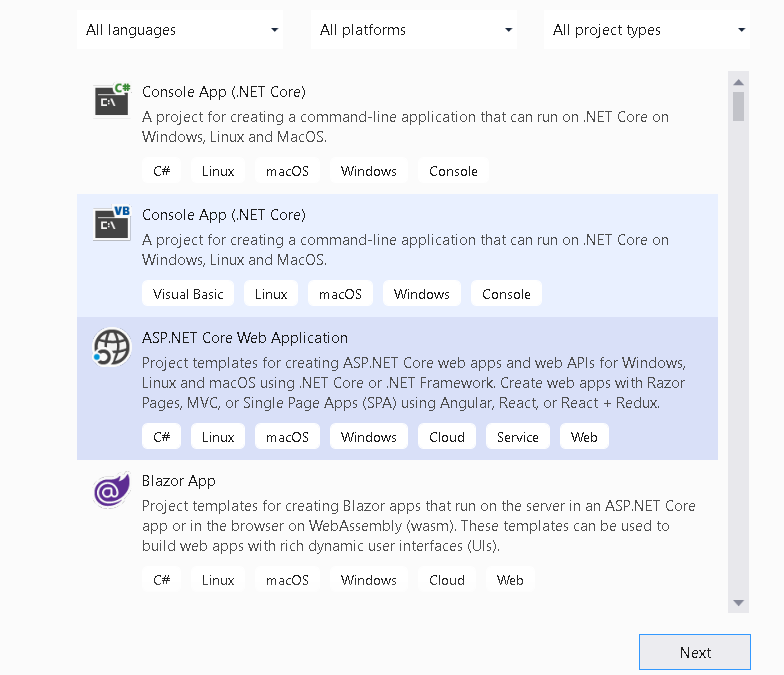 All languages All platforms All project types
C#
C:\
Console App (.NET Core)
A project for creating a command-line application that can run on .NET Core on
Windows, Linux and MacOS.
C# Linux macOS Windows Console
VB
C:\
Console App (.NET Core)
A project for creating a command-line application that can run on .NET Core on
Windows, Linux and MacOS.
Visual Basic Linux macOS Windows Console
ASP.NET Core Web Application
Project templates for creating ASP.NET Core web apps and web APIs for Windows,
Linux and macOS using .NET Core or .NET Framework. Create web apps with Razor
Pages, MVC, or Single Page Apps (SPA) using Angular, React, or React + Redux.
C# Linux macOS Windows Cloud Service Web
@
Blazor App
Project templates for creating Blazor apps that run on the server in an ASP.NET Core
app or in the browser on WebAssembly (wasm). These templates can be used to
build web apps with rich dynamic user interfaces (UIs).
C# Linux macOS Windows Cloud Web
Next